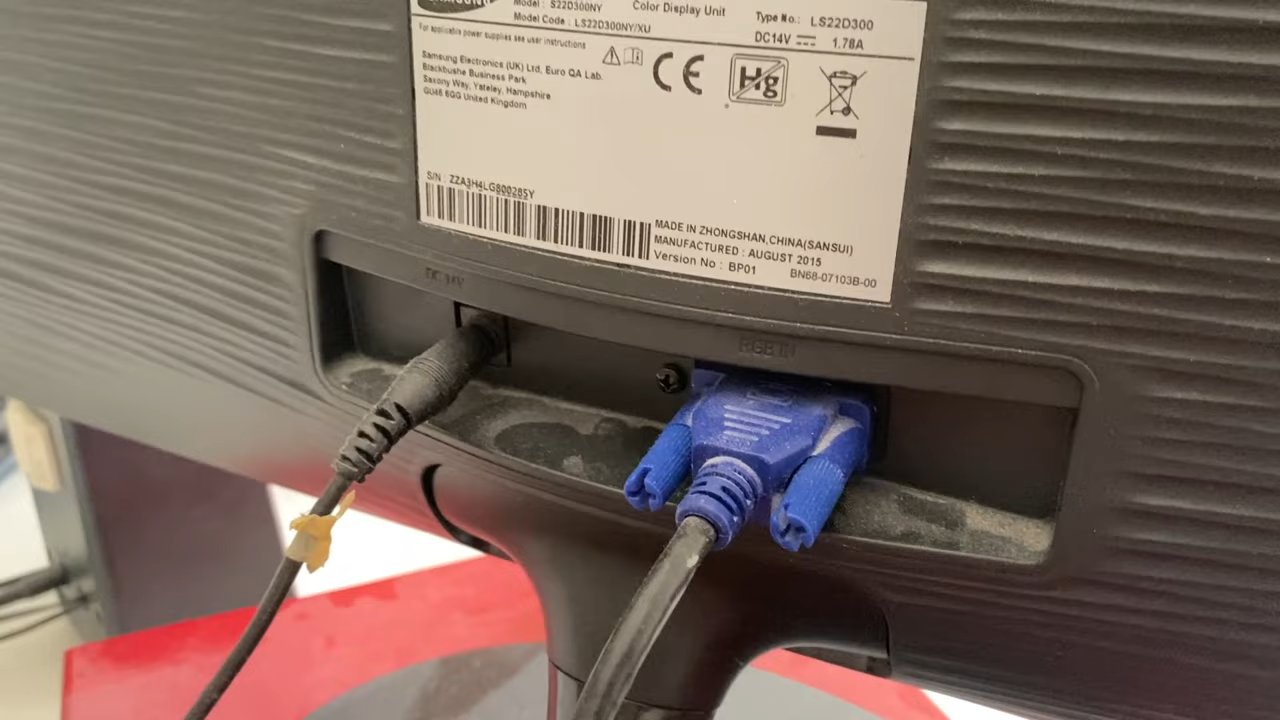 SAMSUNG
Model : S22D300NY
Model Code : LS22D300NY/XU
Color Display Unit
Type No.: LS22D300
DC14V ⎓ 1.78A
For applicable power supplies see user instructions
Samsung Electronics (UK) Ltd, Euro QA Lab.
Blackbushe Business Park
Saxony Way, Yateley, Hampshire
GU46 6GG United Kingdom
CE
Hg
S/N : ZZA3H4LG800285Y
MADE IN ZHONGSHAN,CHINA(SANSUI)
MANUFACTURED : AUGUST 2015
Version No : BP01
BN68-07103B-00
DC 14V
RGB IN